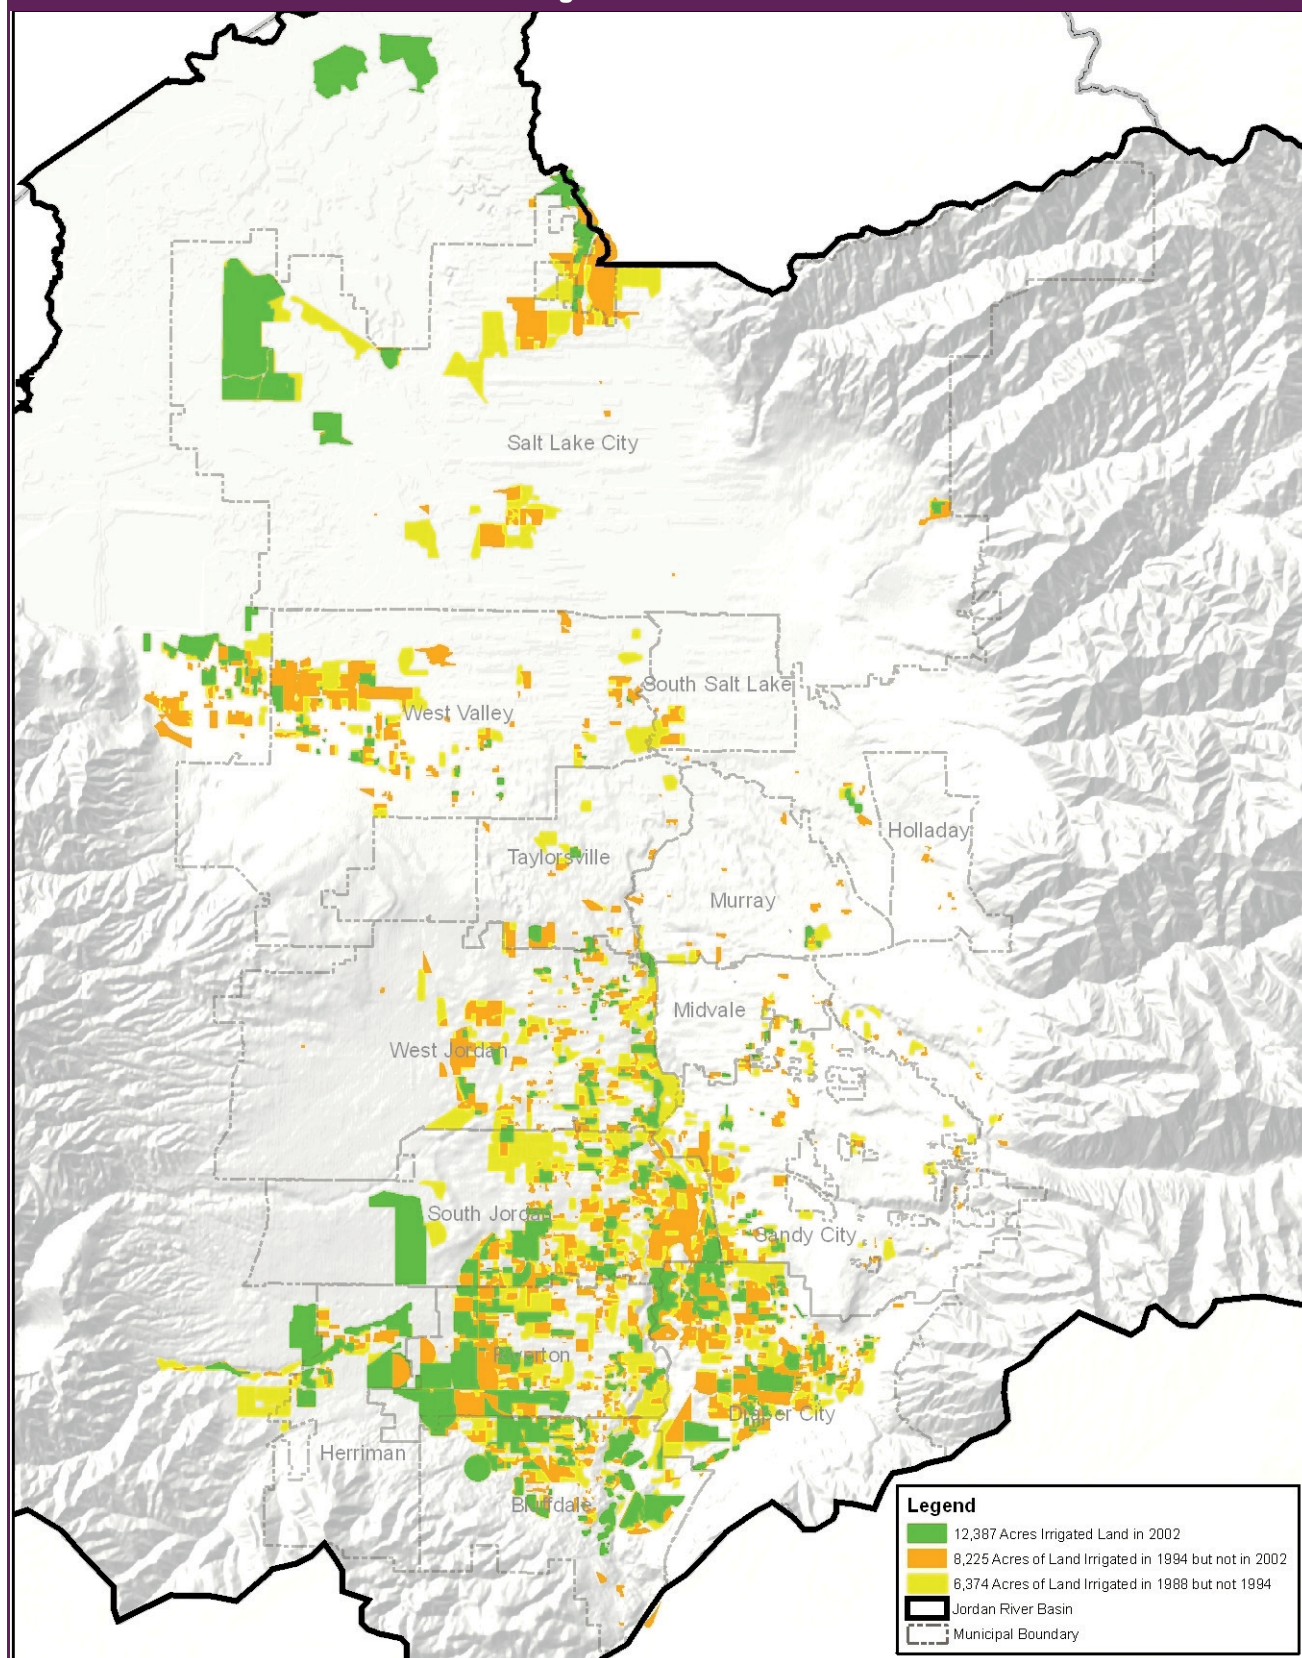 Salt Lake City
South Salt Lake
West Valley
Holladay
Taylorsville
Murray
Midvale
West Jordan
South Jordan
Sandy City
Riverton
Draper City
Herriman
Bluffdale
Legend
12,387 Acres Irrigated Land in 2002
8,225 Acres of Land Irrigated in 1994 but not in 2002
6,374 Acres of Land Irrigated in 1988 but not 1994
Jordan River Basin
Municipal Boundary